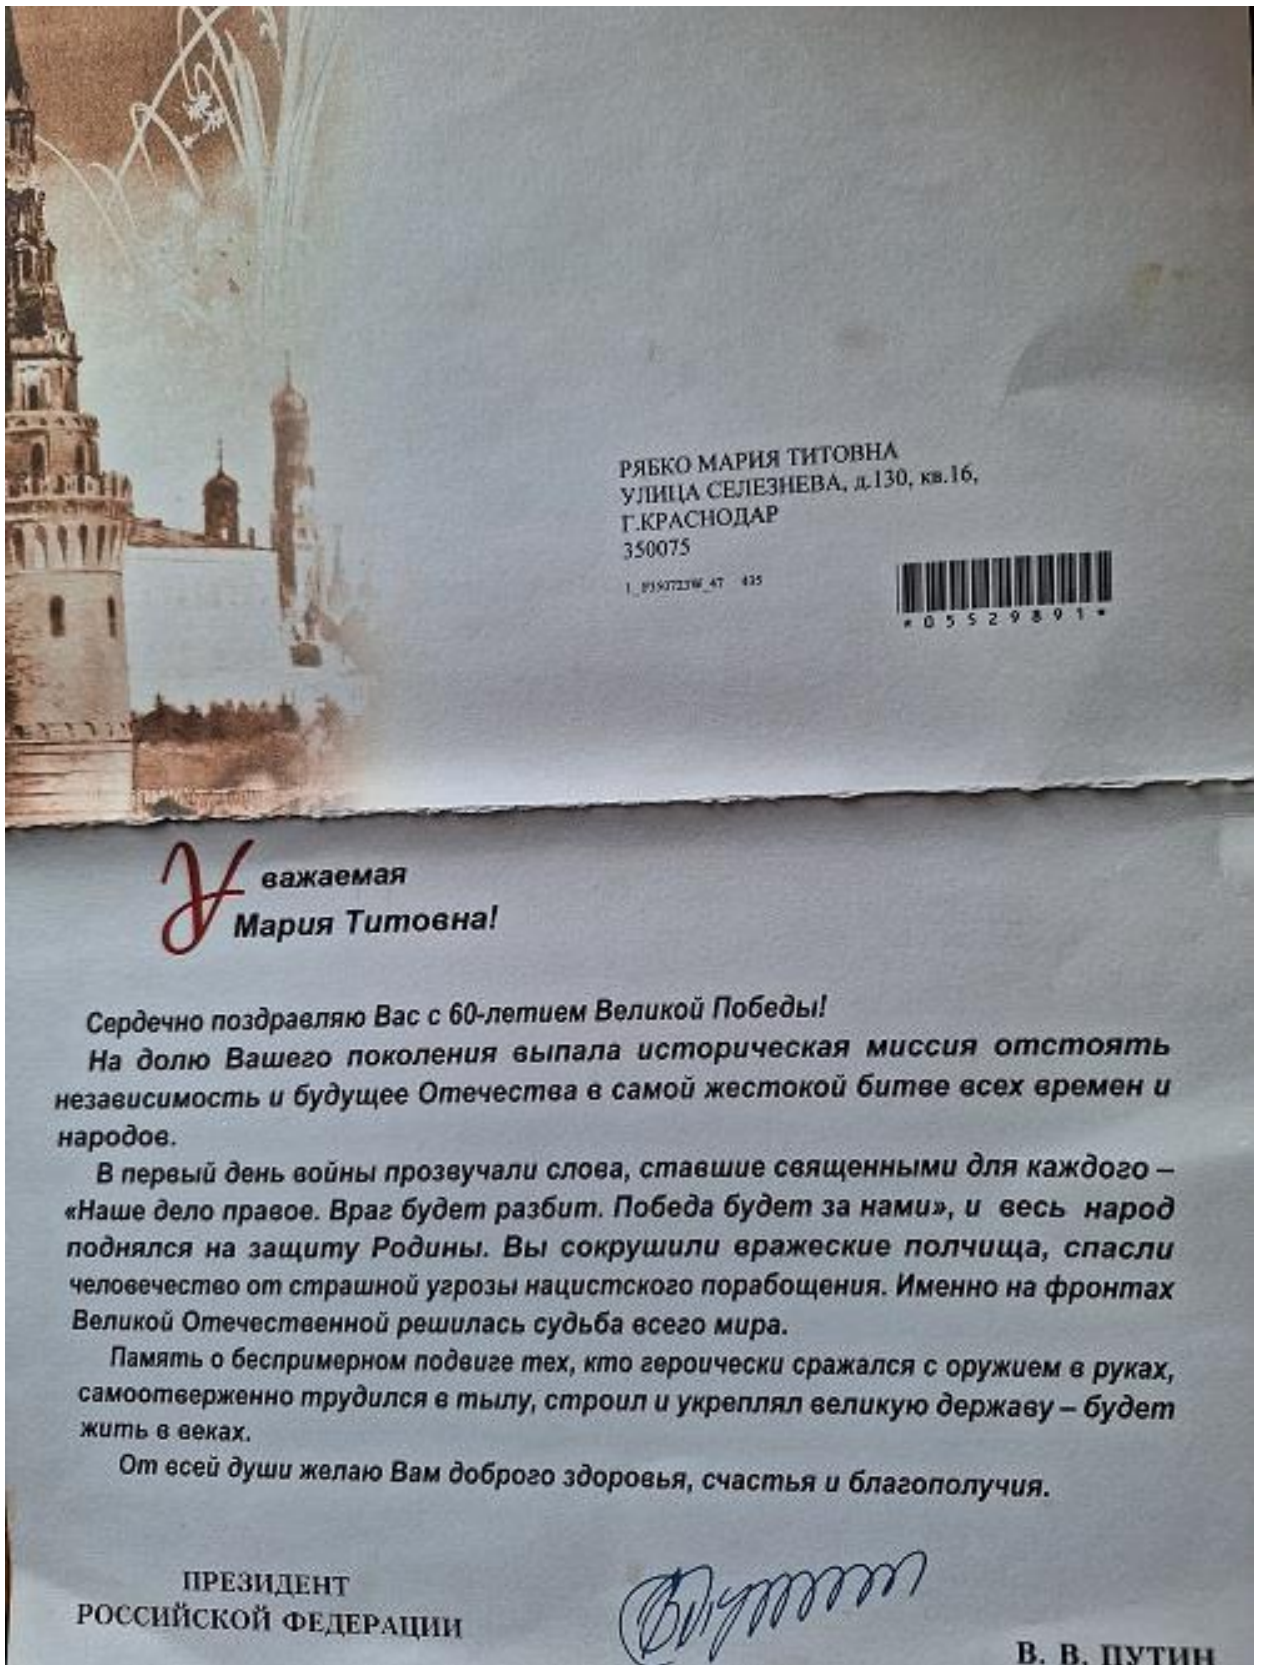 РЯБКО МАРИЯ ТИТОВНА
УЛИЦА СЕЛЕЗНЕВА, д.130, кв.16,
Г.КРАСНОДАР
350075
435
*05529891*
Уважаемая
Мария Титовна!
Сердечно поздравляю Вас с 60-летием Великой Победы!
На долю Вашего поколения выпала историческая миссия отстоять
независимость и будущее Отечества в самой жестокой битве всех времен и
народов.
В первый день войны прозвучали слова, ставшие священными для каждого –
«Наше дело правое. Враг будет разбит. Победа будет за нами», и весь народ
поднялся на защиту Родины. Вы сокрушили вражеские полчища, спасли
человечество от страшной угрозы нацистского порабощения. Именно на фронтах
Великой Отечественной решилась судьба всего мира.
Память о беспримерном подвиге тех, кто героически сражался с оружием в руках,
самоотверженно трудился в тылу, строил и укреплял великую державу – будет
жить в веках.
От всей души желаю Вам доброго здоровья, счастья и благополучия.
ПРЕЗИДЕНТ
РОССИЙСКОЙ ФЕДЕРАЦИИ
В. В. ПУТИН